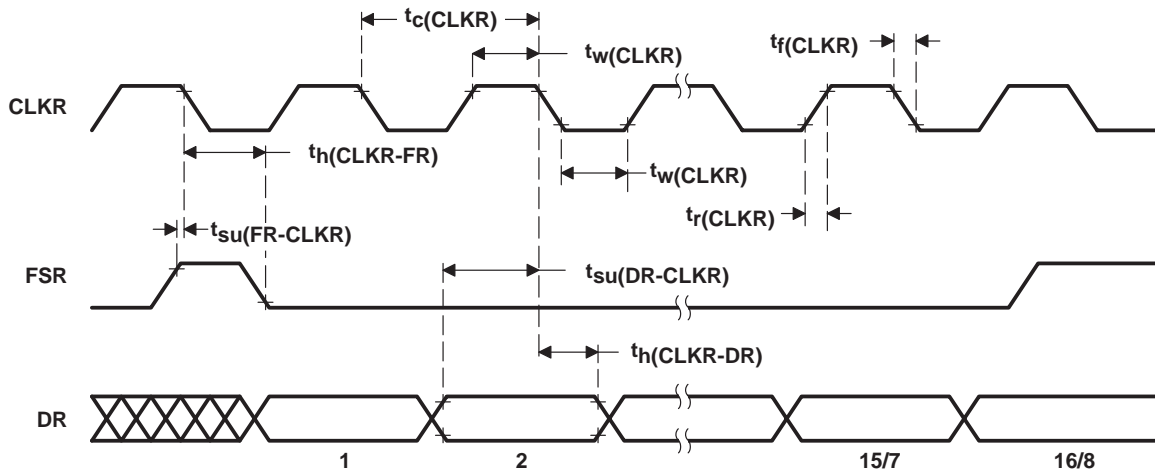 tc(CLKR)
tw(CLKR)
tf(CLKR)
CLKR
th(CLKR-FR)
tw(CLKR)
tr(CLKR)
tsu(FR-CLKR)
FSR
tsu(DR-CLKR)
th(CLKR-DR)
DR
1 2 15/7 16/8